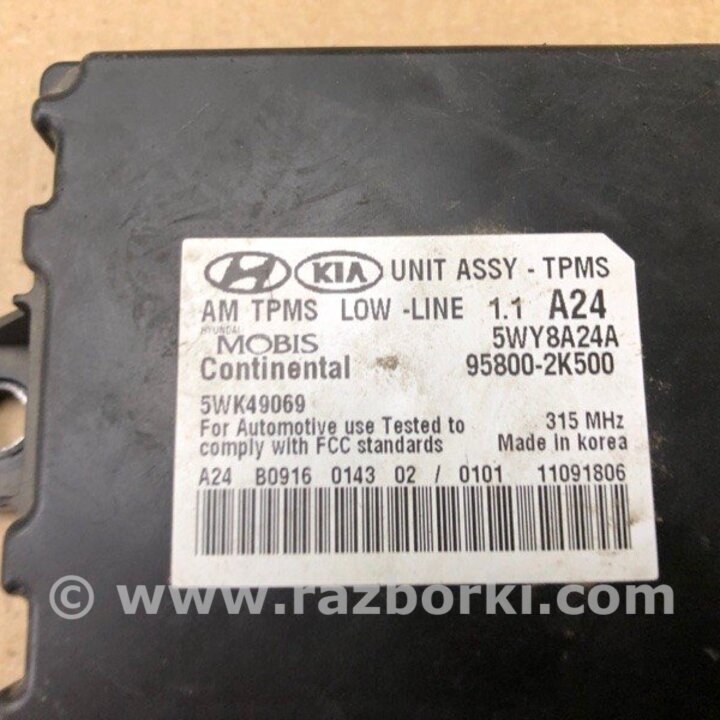 KIA UNIT ASSY - TPMS
AM TPMS LOW -LINE 1.1 A24
HYUNDAI
MOBIS 5WY8A24A
Continental 95800-2K500
5WK49069
For Automotive use Tested to 315 MHz
comply with FCC standards Made in korea
A24 B0916 0143 02 / 0101 11091806
© www.razborki.com